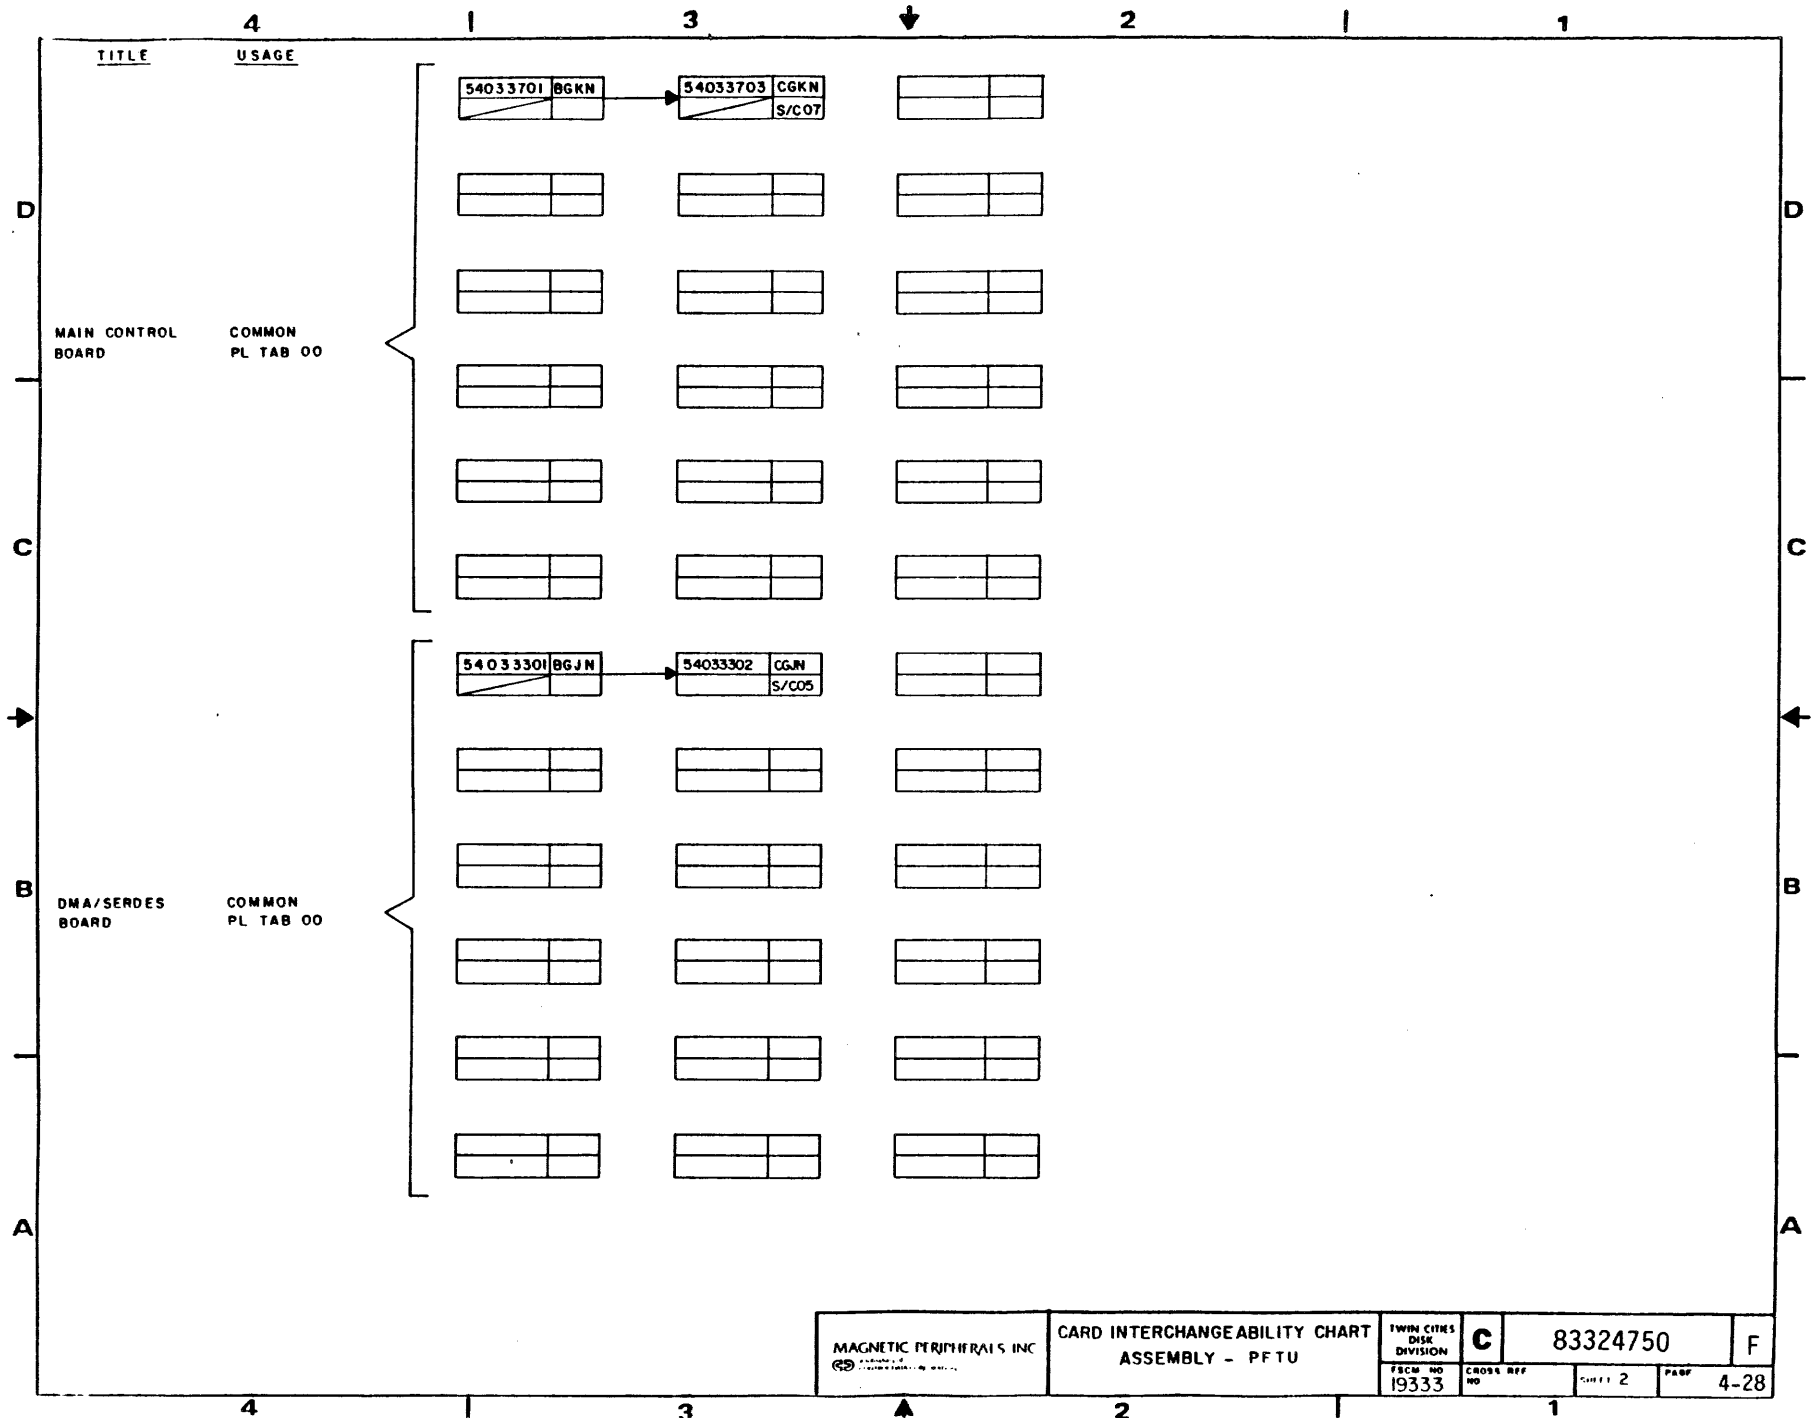 4 3 2 1
TITLE USAGE
54033701 BGKN
54033703 CGKN
S/C07
D D
MAIN CONTROL BOARD
COMMON PL TAB 00
C C
54033301 BGJN
54033302 CGJN
S/C05
B B
DMA/SERDES BOARD
COMMON PL TAB 00
A A
MAGNETIC PERIPHERALS INC
CARD INTERCHANGEABILITY CHART
ASSEMBLY - PFTU
TWIN CITIES
DISK
DIVISION
C
83324750
F
FSCM NO
19333
CROSS REF
NO
SHEET 2
PAGE
4-28
4 3 2 1